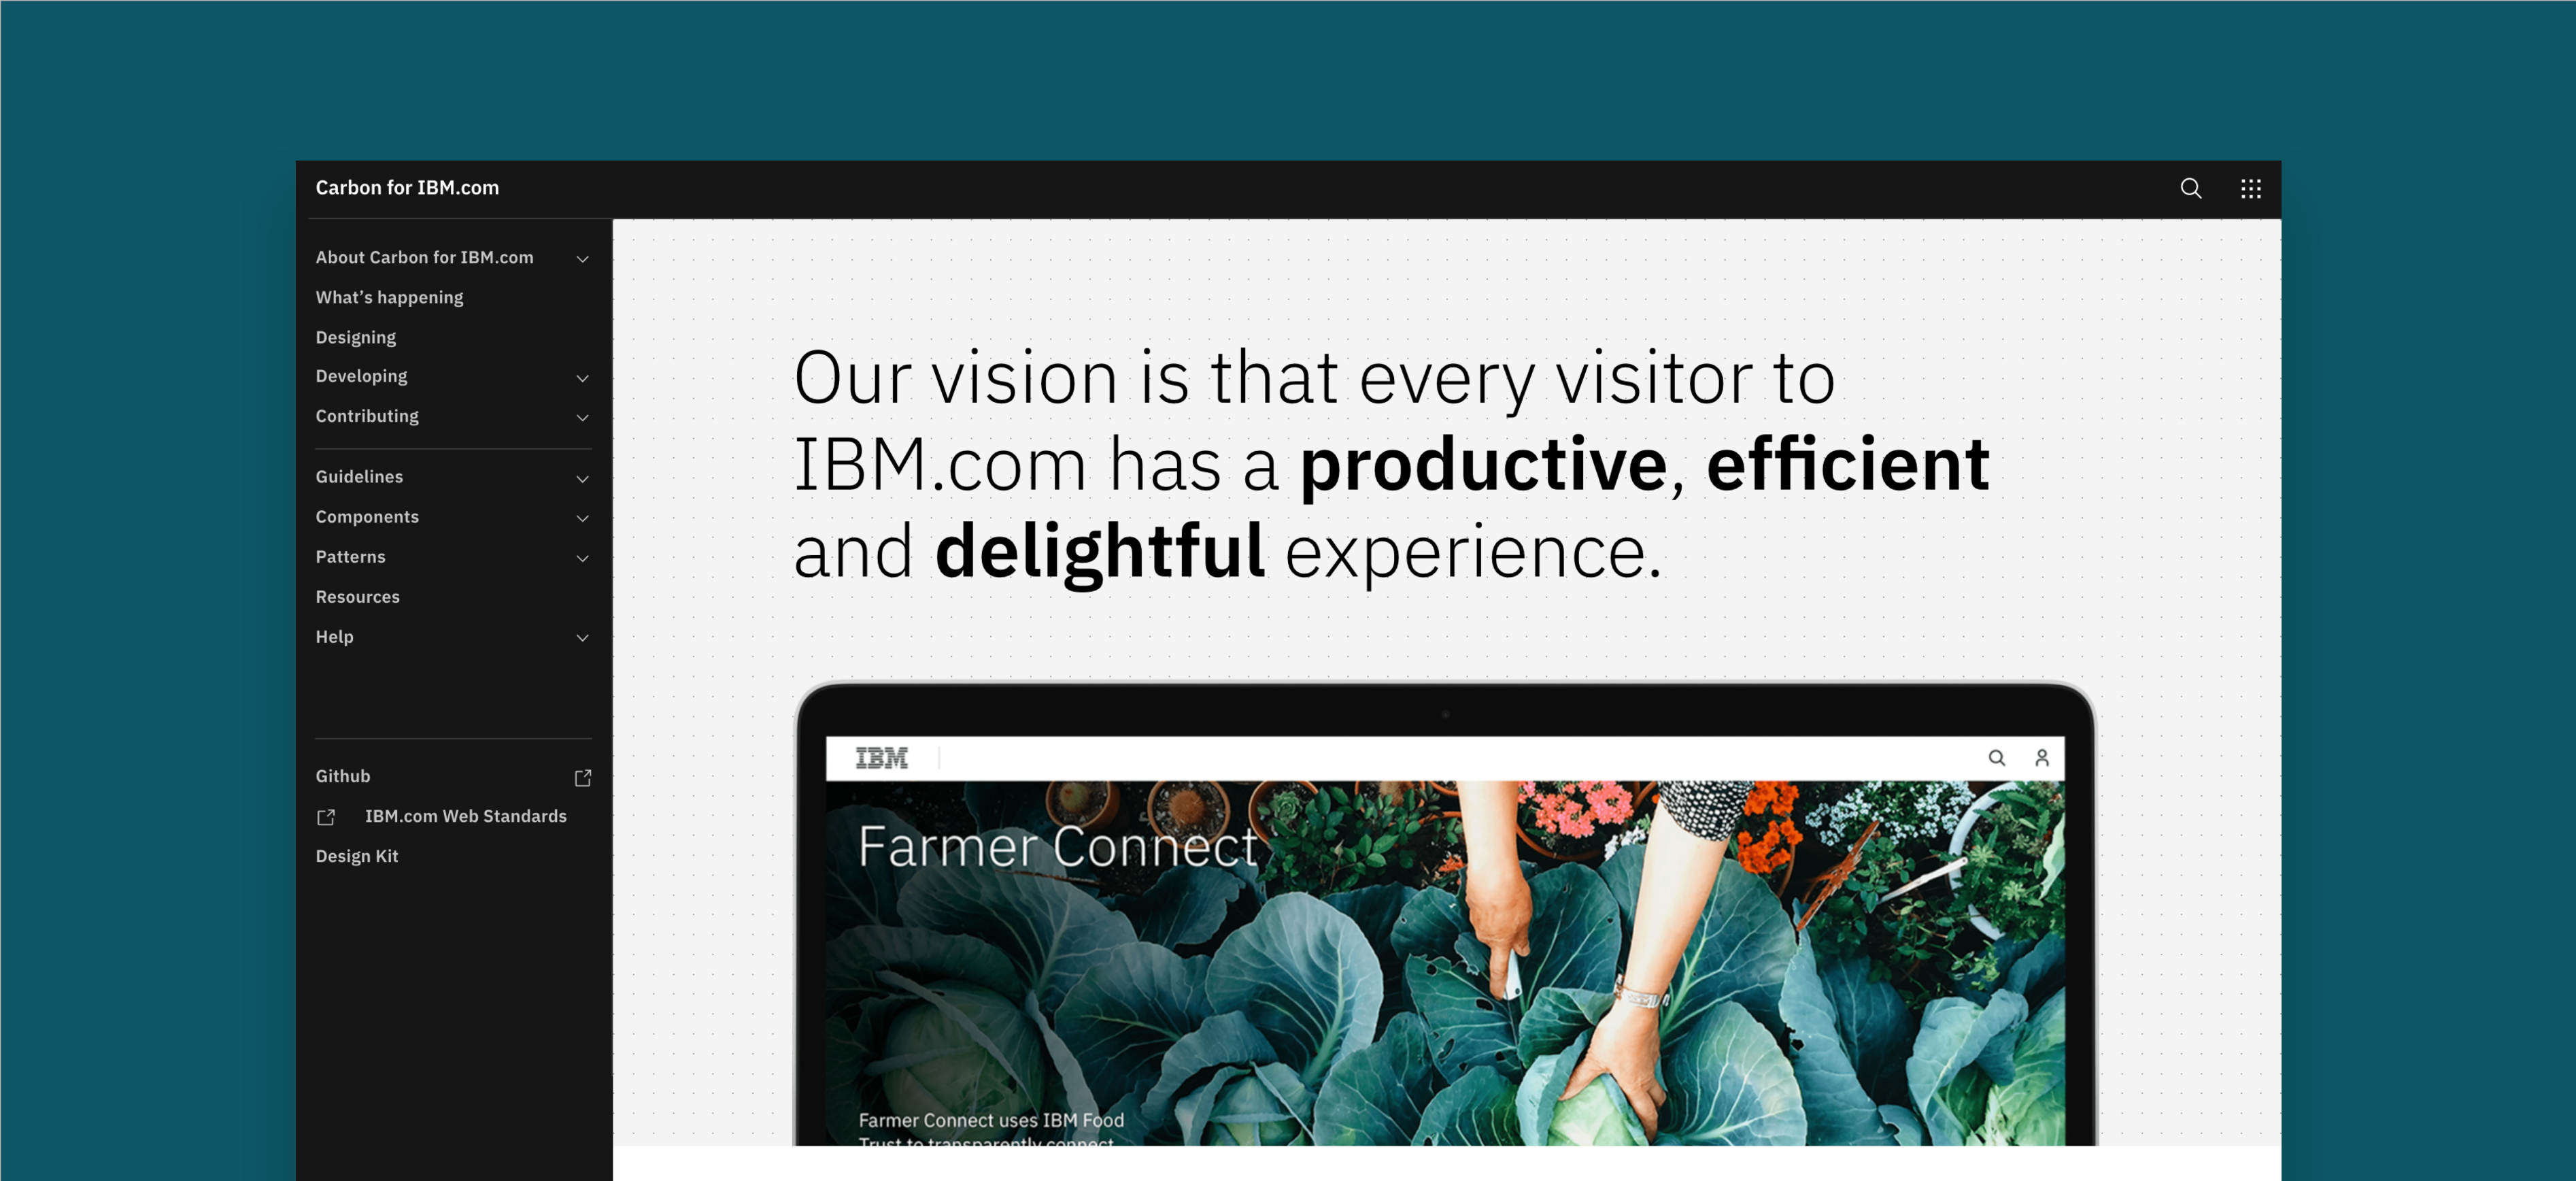 Carbon for IBM.com
About Carbon for IBM.com
What’s happening
Designing
Developing
Contributing
Guidelines
Components
Patterns
Resources
Help
Github
IBM.com Web Standards
Design Kit
Our vision is that every visitor to
IBM.com has a productive, efficient
and delightful experience.
IBM
Farmer Connect
Farmer Connect uses IBM Food
Trust to transparently connect